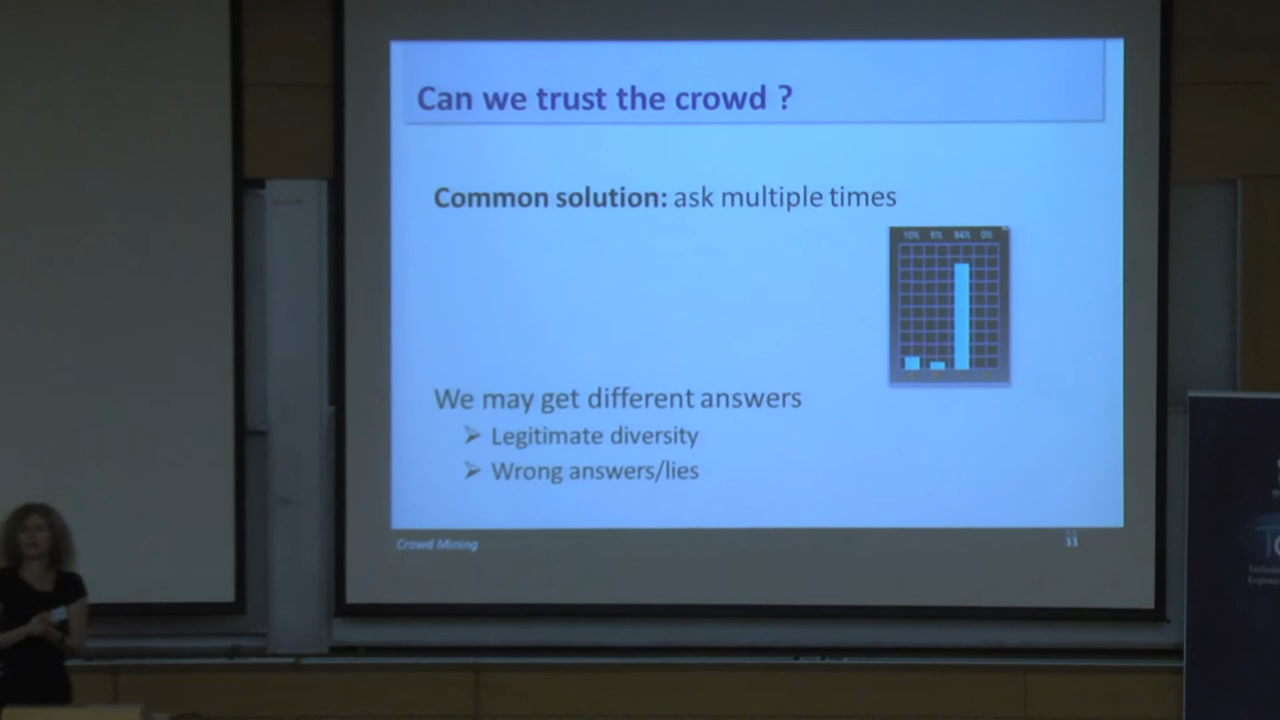 Can we trust the crowd ?
Common solution: ask multiple times
10% 6% 84% 0%
We may get different answers
➢ Legitimate diversity
➢ Wrong answers/lies
Crowd Mining
33